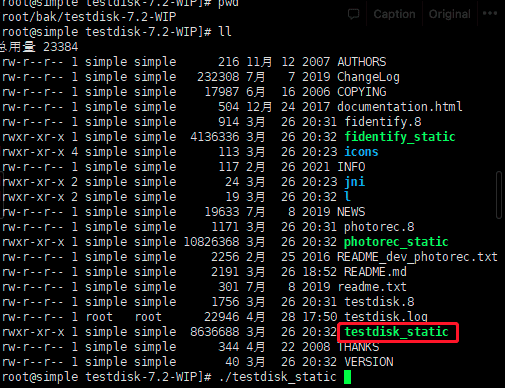 root@simple testdisk-7.2-WIP]# pwd
root/bak/testdisk-7.2-WIP
root@simple testdisk-7.2-WIP]# ll
总用量 23384
rw-r--r-- 1 simple simple 216 11月 12 2007 AUTHORS
rw-r--r-- 1 simple simple 232308 7月 7 2019 ChangeLog
rw-r--r-- 1 simple simple 17987 6月 16 2006 COPYING
rw-r--r-- 1 simple simple 504 12月 24 2017 documentation.html
rw-r--r-- 1 simple simple 914 3月 26 20:31 fidentify.8
rwxr-xr-x 1 simple simple 4136336 3月 26 20:32 fidentify_static
rwxr-xr-x 4 simple simple 113 3月 26 20:23 icons
rw-r--r-- 1 simple simple 117 2月 26 2021 INFO
rwxr-xr-x 2 simple simple 24 3月 26 20:23 jni
rwxr-xr-x 2 simple simple 19 3月 26 20:32 l
rw-r--r-- 1 simple simple 19633 7月 8 2019 NEWS
rw-r--r-- 1 simple simple 1171 3月 26 20:31 photorec.8
rwxr-xr-x 1 simple simple 10826368 3月 26 20:32 photorec_static
rw-r--r-- 1 simple simple 2256 2月 25 2016 README_dev_photorec.txt
rw-r--r-- 1 simple simple 2191 3月 26 18:52 README.md
rw-r--r-- 1 simple simple 301 7月 8 2019 readme.txt
rw-r--r-- 1 simple simple 1756 3月 26 20:31 testdisk.8
rw-r--r-- 1 root root 22946 4月 28 17:50 testdisk.log
rwxr-xr-x 1 simple simple 8636688 3月 26 20:32 testdisk_static
rw-r--r-- 1 simple simple 344 4月 22 2008 THANKS
rw-r--r-- 1 simple simple 40 3月 26 20:32 VERSION
root@simple testdisk-7.2-WIP]# ./testdisk_static
Caption Original